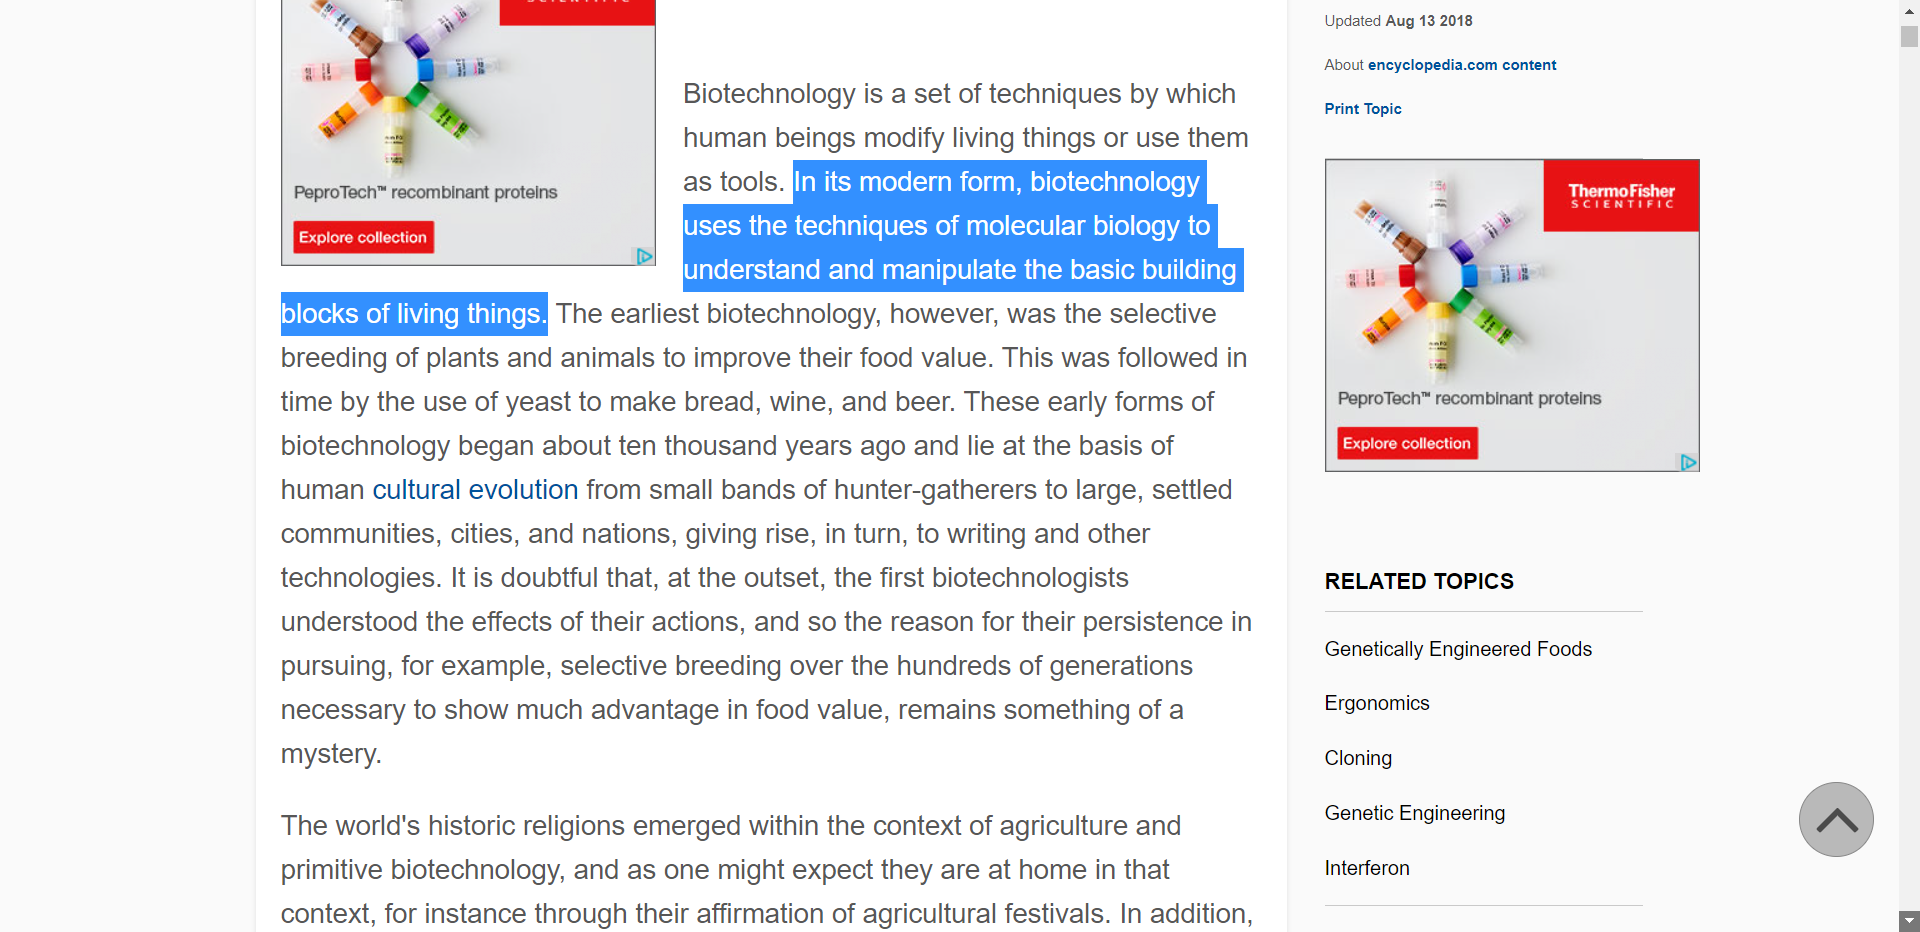 SCIENTIFIC
PeproTech™ recombinant proteins
Explore collection
Biotechnology is a set of techniques by which
human beings modify living things or use them
as tools. In its modern form, biotechnology
uses the techniques of molecular biology to
understand and manipulate the basic building
blocks of living things. The earliest biotechnology, however, was the selective
breeding of plants and animals to improve their food value. This was followed in
time by the use of yeast to make bread, wine, and beer. These early forms of
biotechnology began about ten thousand years ago and lie at the basis of
human cultural evolution from small bands of hunter-gatherers to large, settled
communities, cities, and nations, giving rise, in turn, to writing and other
technologies. It is doubtful that, at the outset, the first biotechnologists
understood the effects of their actions, and so the reason for their persistence in
pursuing, for example, selective breeding over the hundreds of generations
necessary to show much advantage in food value, remains something of a
mystery.
The world's historic religions emerged within the context of agriculture and
primitive biotechnology, and as one might expect they are at home in that
context, for instance through their affirmation of agricultural festivals. In addition,
Updated Aug 13 2018
About encyclopedia.com content
Print Topic
ThermoFisher
SCIENTIFIC
PeproTech™ recombinant proteins
Explore collection
RELATED TOPICS
Genetically Engineered Foods
Ergonomics
Cloning
Genetic Engineering
Interferon